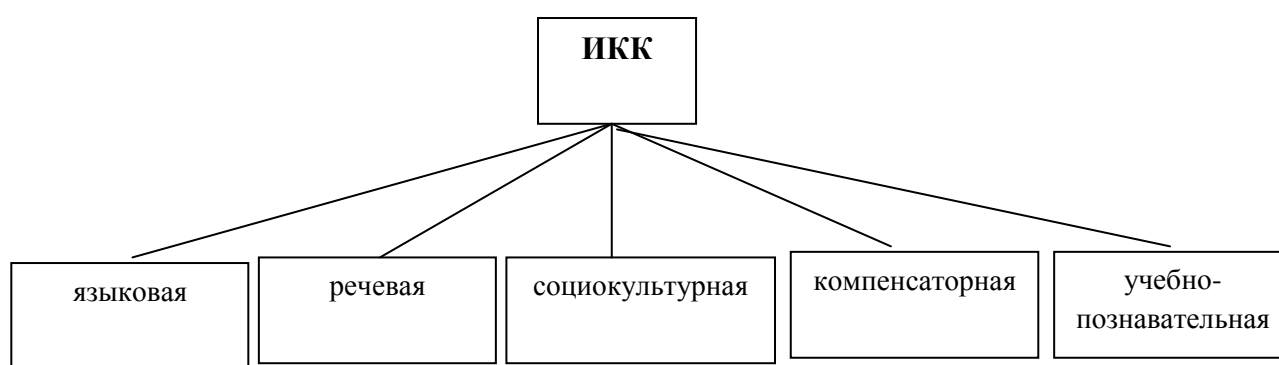 ИКК
языковая
речевая
социокультурная
компенсаторная
учебно-
познавательная